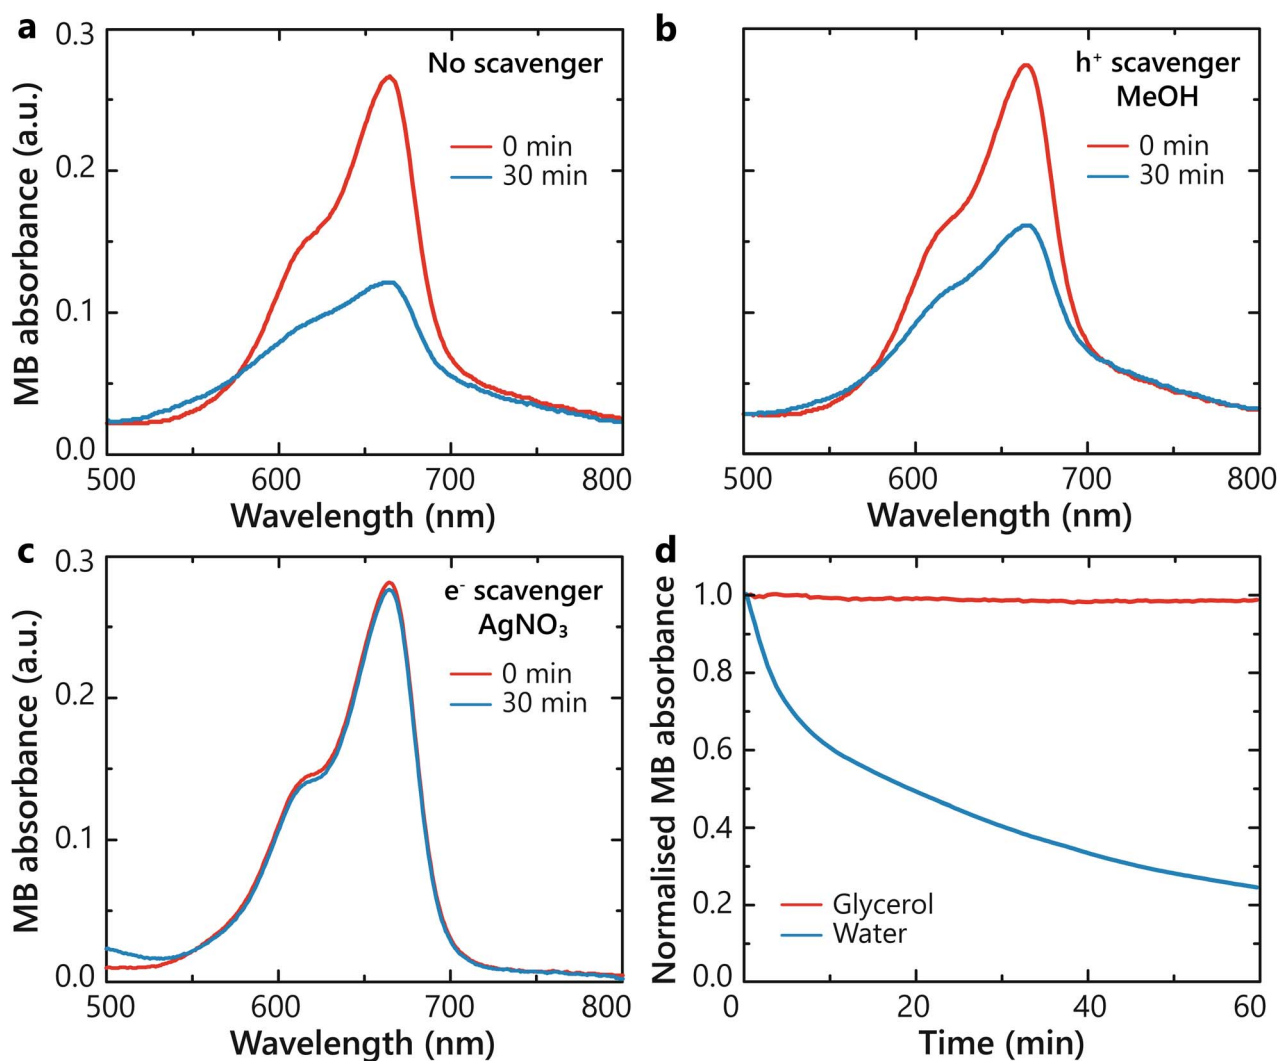 a
No scavenger
0 min
30 min
MB absorbance (a.u.)
0.3
0.2
0.1
0.0
500
600
700
800
Wavelength (nm)
b
h⁺ scavenger
MeOH
0 min
30 min
500
600
700
800
Wavelength (nm)
c
e⁻ scavenger
AgNO₃
0 min
30 min
MB absorbance (a.u.)
0.3
0.2
0.1
0.0
500
600
700
800
Wavelength (nm)
d
Normalised MB absorbance
1.0
0.8
0.6
0.4
0.2
0.0
Glycerol
Water
0
20
40
60
Time (min)